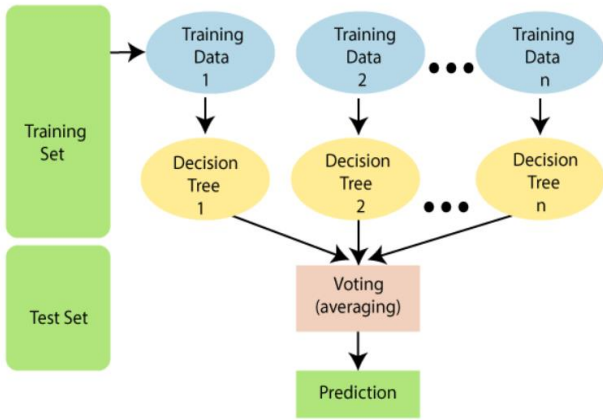 Training
Set
Training
Data
1
Training
Data
2
Training
Data
n
Decision
Tree
1
Decision
Tree
2
Decision
Tree
n
Test Set
Voting
(averaging)
Prediction